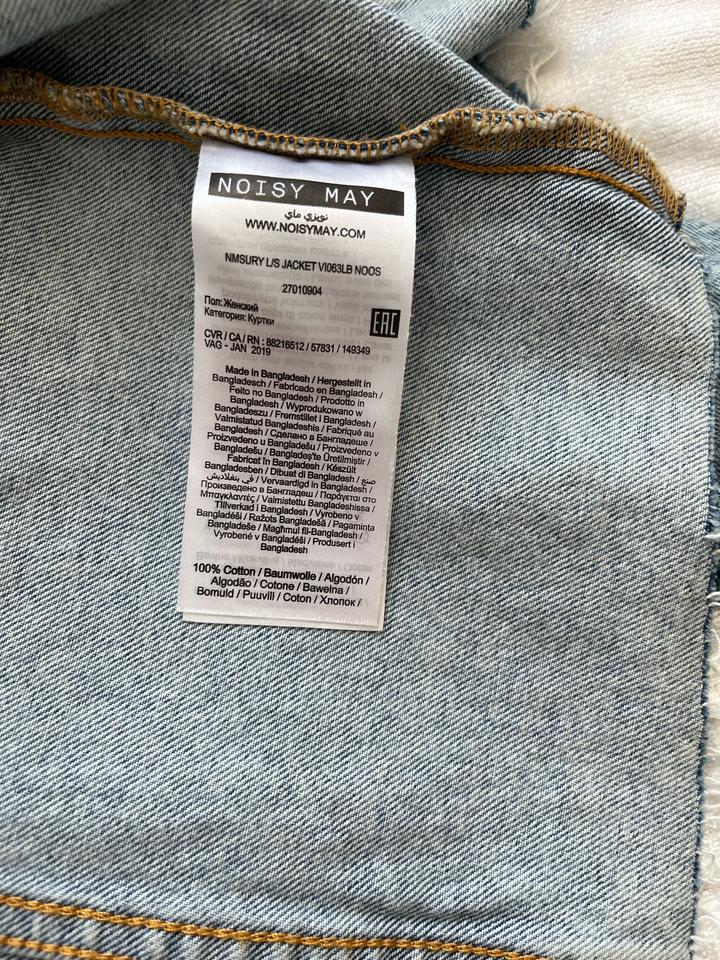 NOISY MAY
نويزي ماي
WWW.NOISYMAY.COM
NMSURY L/S JACKET VI063LB NOOS
27010904
Пол: Женский
Категория: Куртки
EAC
CVR / CA / RN : 88216512 / 57831 / 149349
VAG - JAN 2019
Made in Bangladesh / Hergestellt in
Bangladesch / Fabricado en Bangladesh /
Feito no Bangladesh / Prodotto in
Bangladesh / Wyprodukowano w
Bangladeszu / Fremstillet i Bangladesh /
Valmistatud Bangladeshis / Fabriqué au
Bangladesh / Сделано в Бангладеше /
Proizvedeno u Bangladešu / Proizvedeno v
Bangladešu / Bangladeş'te Üretilmiştir /
Fabricat în Bangladesh / Készült
Bangladesben / Dibuat di Bangladesh / صنع
في بنغلاديش / Vervaardigd in Bangladesh /
Произведено в Бангладеш / Παράγεται στο
Μπαγκλαντές / Valmistettu Bangladeshissa /
Tillverkad i Bangladesh / Vyrobeno v
Bangladéši / Ražots Bangladešā / Pagaminta
Bangladeše / Magħmul fil-Bangladesh /
Vyrobené v Bangladéši / Produsert i
Bangladesh
100% Cotton / Baumwolle / Algodón /
Algodão / Cotone / Bawełna /
Bomuld / Puuvill / Coton / Хлопок /